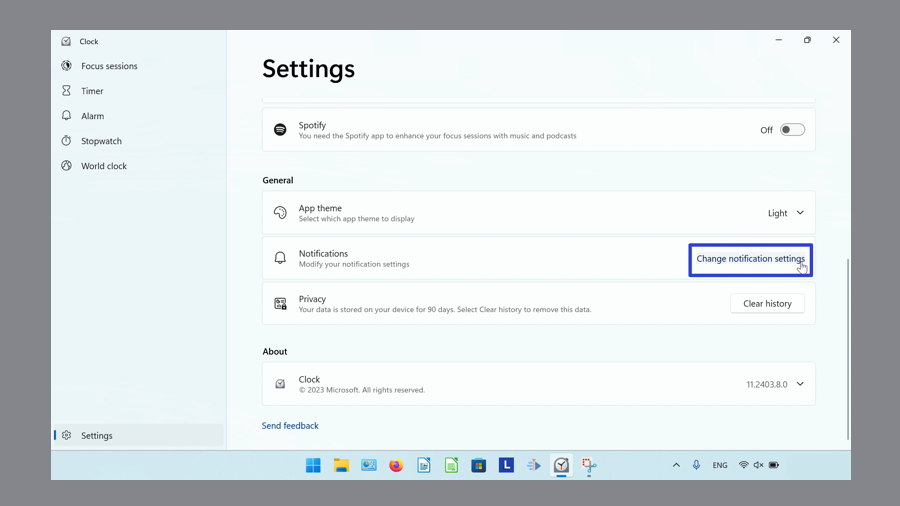 Clock
Focus sessions
Timer
Alarm
Stopwatch
World clock
Settings
Settings
Spotify
You need the Spotify app to enhance your focus sessions with music and podcasts
Off
General
App theme
Select which app theme to display
Light
Notifications
Modify your notification settings
Change notification settings
Privacy
Your data is stored on your device for 90 days. Select Clear history to remove this data.
Clear history
About
Clock
© 2023 Microsoft. All rights reserved.
11.2403.8.0
Send feedback
L
ENG